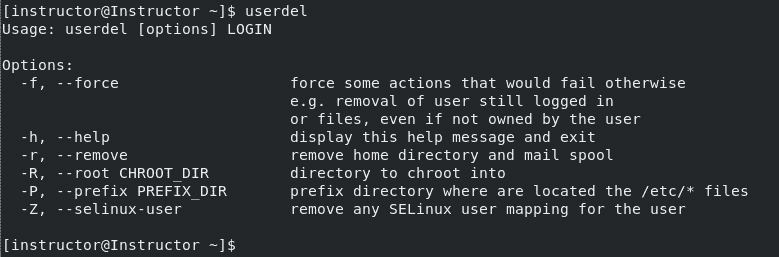 [instructor@Instructor ~]$ userdel
Usage: userdel [options] LOGIN
Options:
-f, --force force some actions that would fail otherwise
e.g. removal of user still logged in
or files, even if not owned by the user
-h, --help display this help message and exit
-r, --remove remove home directory and mail spool
-R, --root CHROOT_DIR directory to chroot into
-P, --prefix PREFIX_DIR prefix directory where are located the /etc/* files
-Z, --selinux-user remove any SELinux user mapping for the user
[instructor@Instructor ~]$